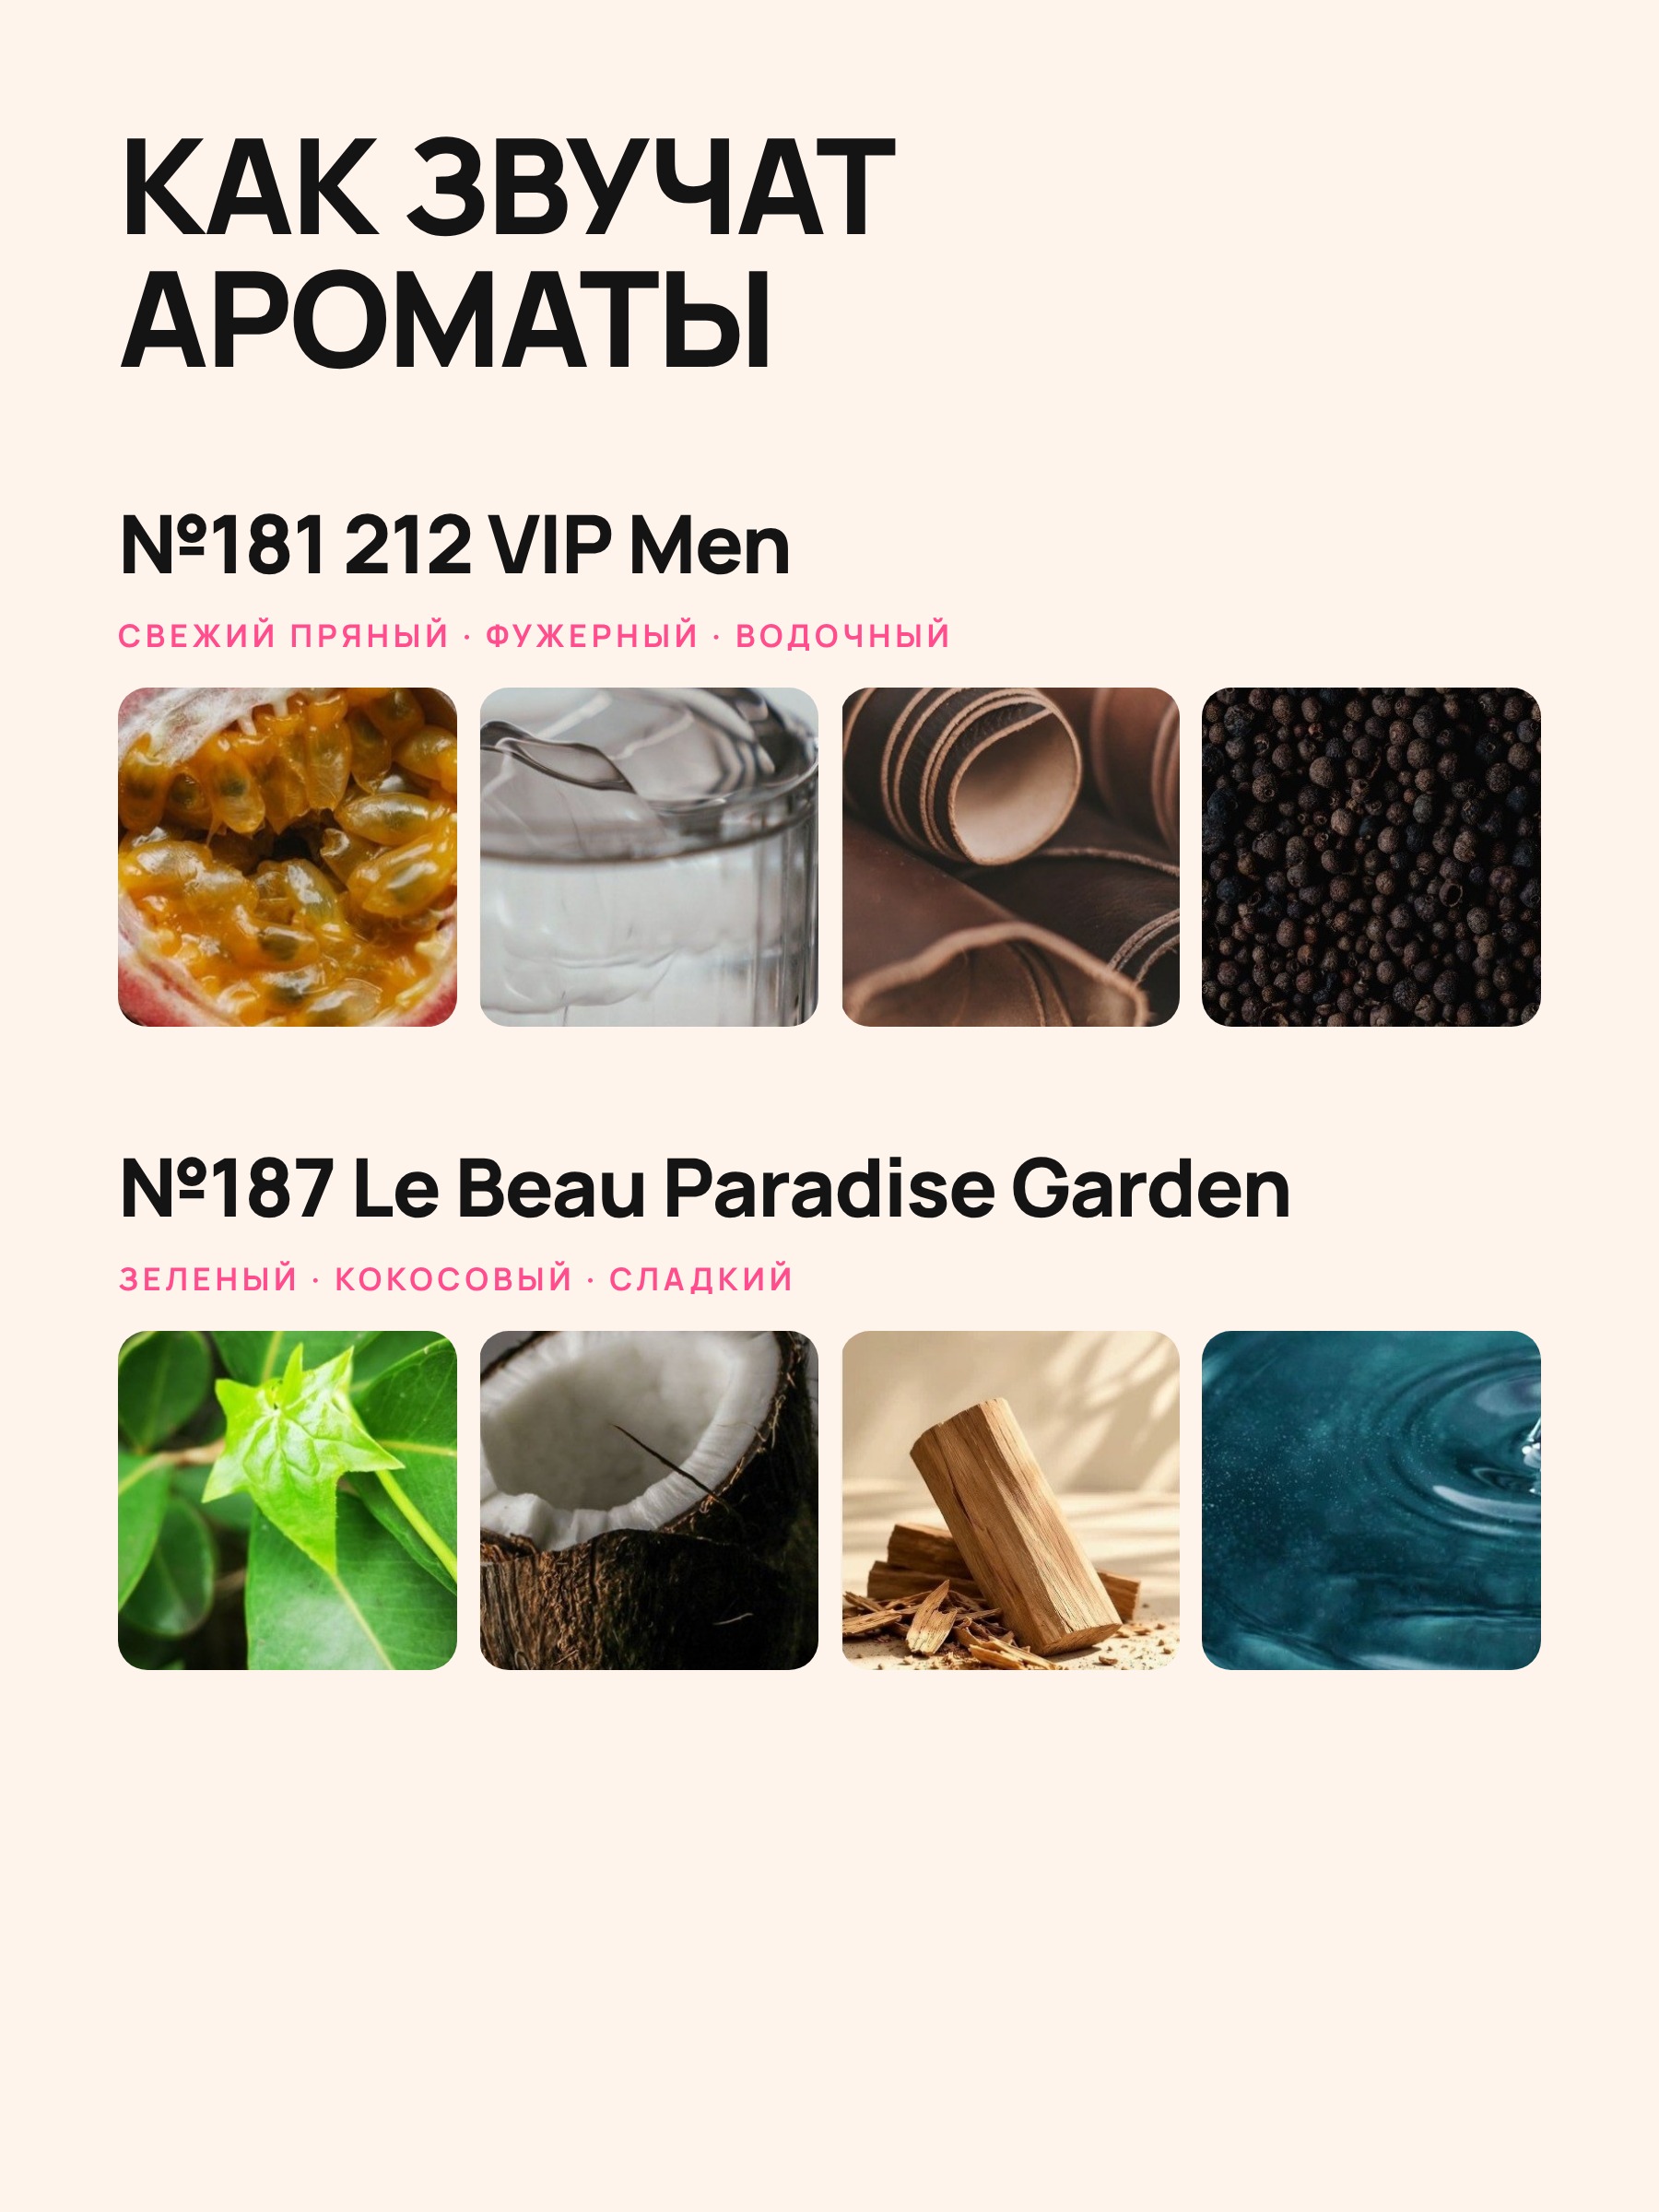 КАК ЗВУЧАТ
АРОМАТЫ
№181 212 VIP Men
СВЕЖИЙ ПРЯНЫЙ · ФУЖЕРНЫЙ · ВОДОЧНЫЙ
№187 Le Beau Paradise Garden
ЗЕЛЕНЫЙ · КОКОСОВЫЙ · СЛАДКИЙ